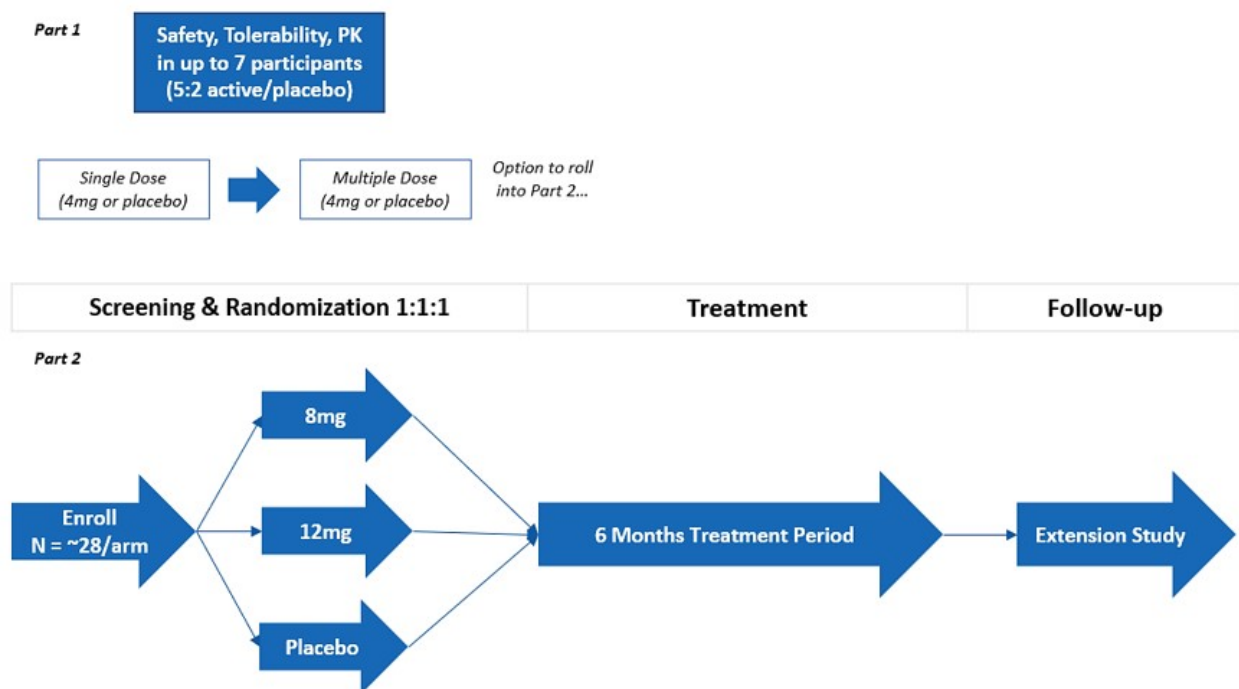 Part 1
Safety, Tolerability, PK
in up to 7 participants
(5:2 active/placebo)
Single Dose
(4mg or placebo)
Multiple Dose
(4mg or placebo)
Option to roll
into Part 2...
Screening & Randomization 1:1:1
Treatment
Follow-up
Part 2
8mg
Enroll
N = ~28/arm
12mg
Placebo
6 Months Treatment Period
Extension Study